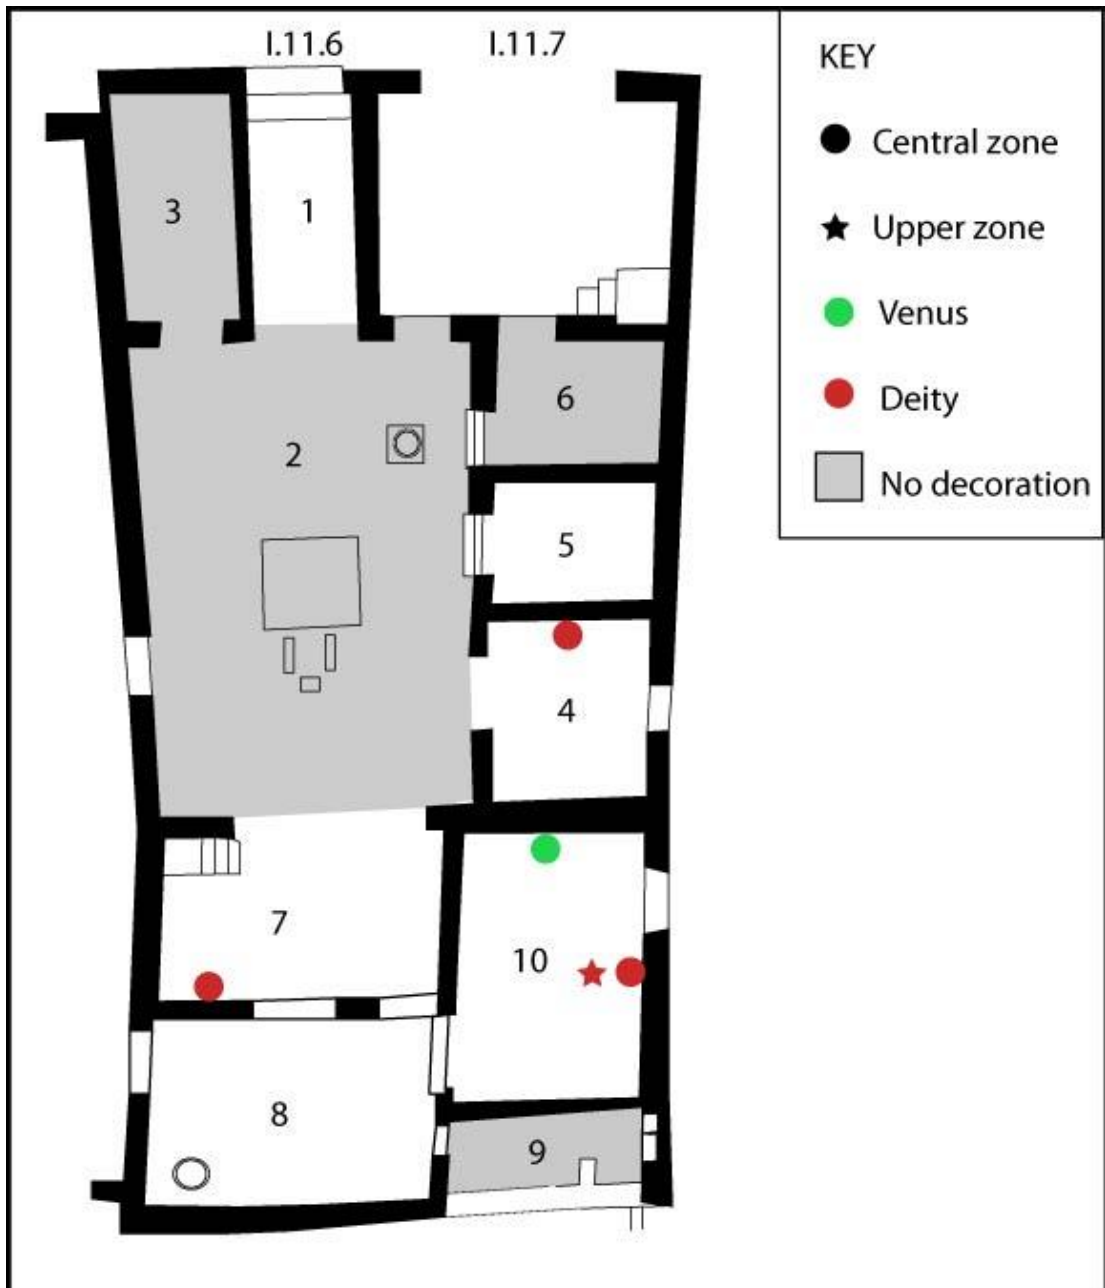 I.11.6
I.11.7
KEY
Central zone
Upper zone
Venus
Deity
No decoration
3
1
6
2
5
4
7
10
8
9